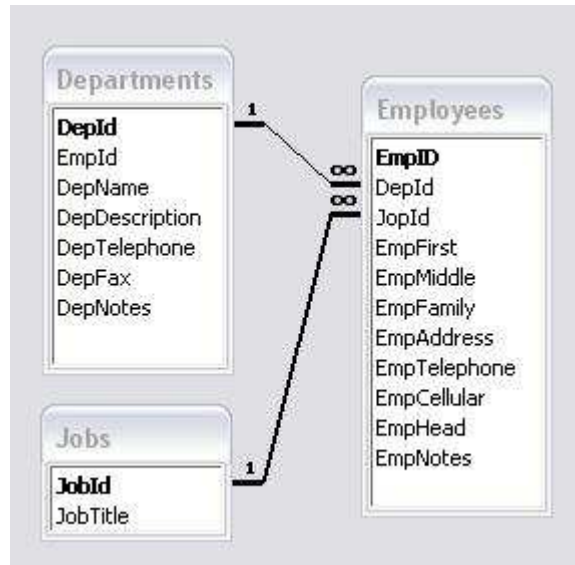 Departments
DepId
EmpId
DepName
DepDescription
DepTelephone
DepFax
DepNotes
1
∞
∞
Employees
EmpID
DepId
JopId
EmpFirst
EmpMiddle
EmpFamily
EmpAddress
EmpTelephone
EmpCellular
EmpHead
EmpNotes
Jobs
JobId
JobTitle
1